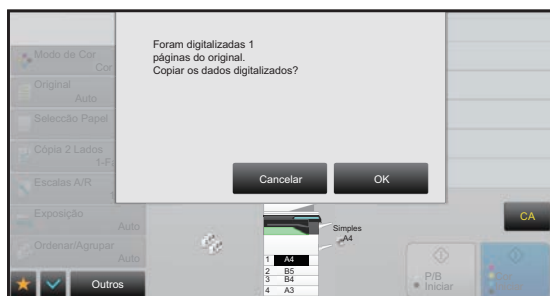 Foram digitalizadas 1
páginas do original.
Copiar os dados digitalizados?
Cancelar
OK
Modo de Cor
Cor
Original
Auto
Selecção Papel
Cópia 2 Lados
Escalas A/R
Exposição
Auto
Ordenar/Agrupar
Auto
Outros
Simples
A4
1 A4
2 B5
3 B4
4 A3
CA
P/B
Iniciar